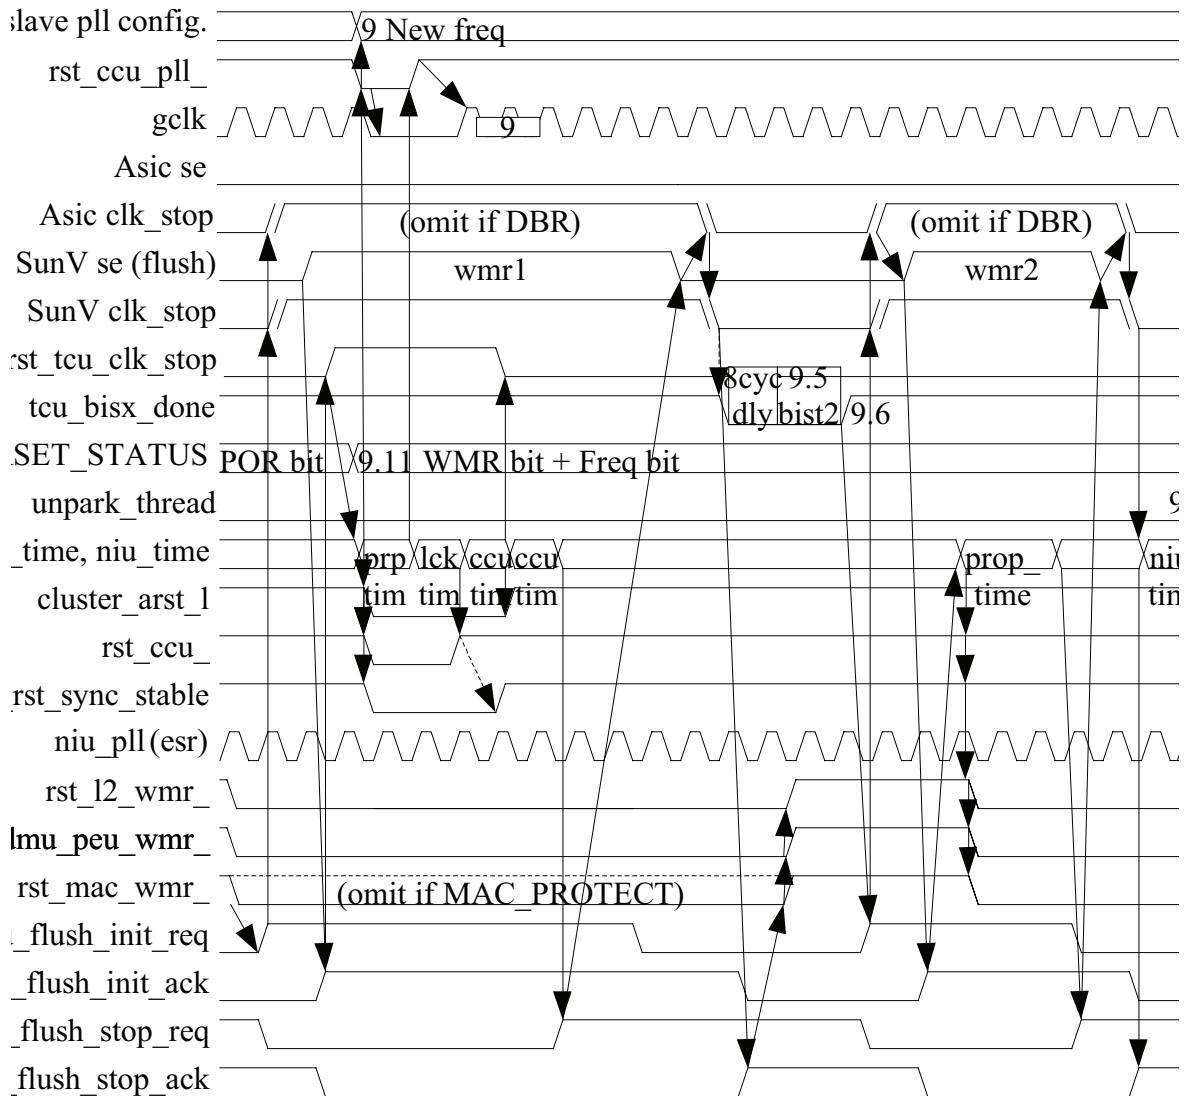 slave pll config.
9 New freq
rst_ccu_pll_
gclk
9
Asic se
Asic clk_stop
(omit if DBR)
(omit if DBR)
SunV se (flush)
wmr1
wmr2
SunV clk_stop
rst_tcu_clk_stop
8cyc 9.5
tcu_bisx_done
dly bist2 9.6
SET_STATUS
POR bit
9.11 WMR bit + Freq bit
unpark_thread
9
_time, niu_time
prp
lck
ccu
ccu
prop_
niu
cluster_arst_l
tim
tim
tim
tim
time
tim
rst_ccu_
rst_sync_stable
niu_pll(esr)
rst_l2_wmr_
dmu_peu_wmr_
rst_mac_wmr_
(omit if MAC_PROTECT)
_flush_init_req
_flush_init_ack
_flush_stop_req
_flush_stop_ack